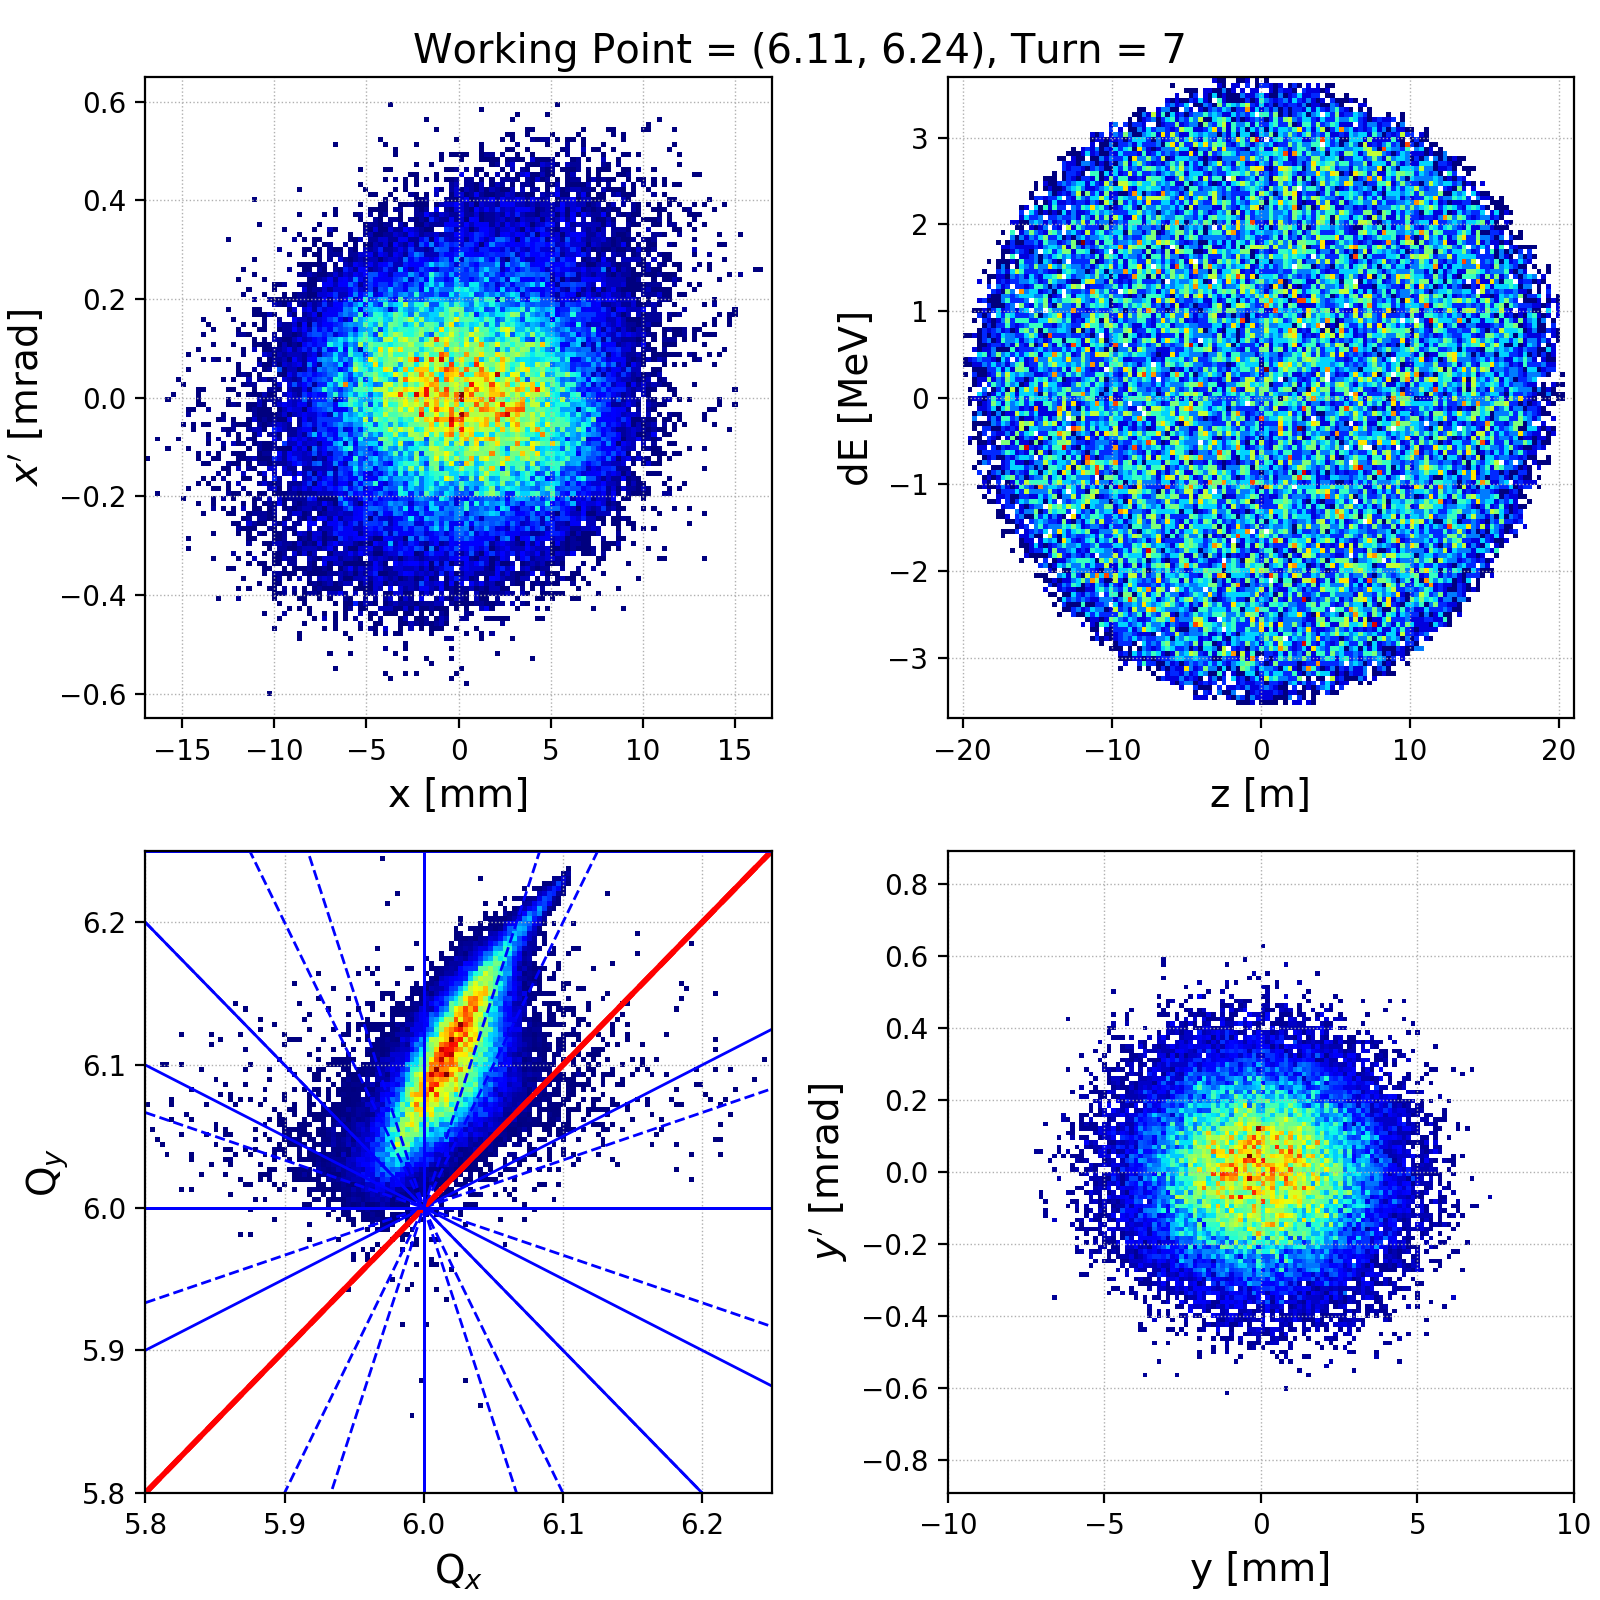 Working Point = (6.11, 6.24), Turn = 7
0.6
0.4
0.2
0.0
−0.2
−0.4
−0.6
x′ [mrad]
−15 −10 −5 0 5 10 15
x [mm]
3
2
1
0
−1
−2
−3
dE [MeV]
−20 −10 0 10 20
z [m]
6.2
6.1
6.0
5.9
5.8
Qy
5.8 5.9 6.0 6.1 6.2
Qx
0.8
0.6
0.4
0.2
0.0
−0.2
−0.4
−0.6
−0.8
y′ [mrad]
−10 −5 0 5 10
y [mm]